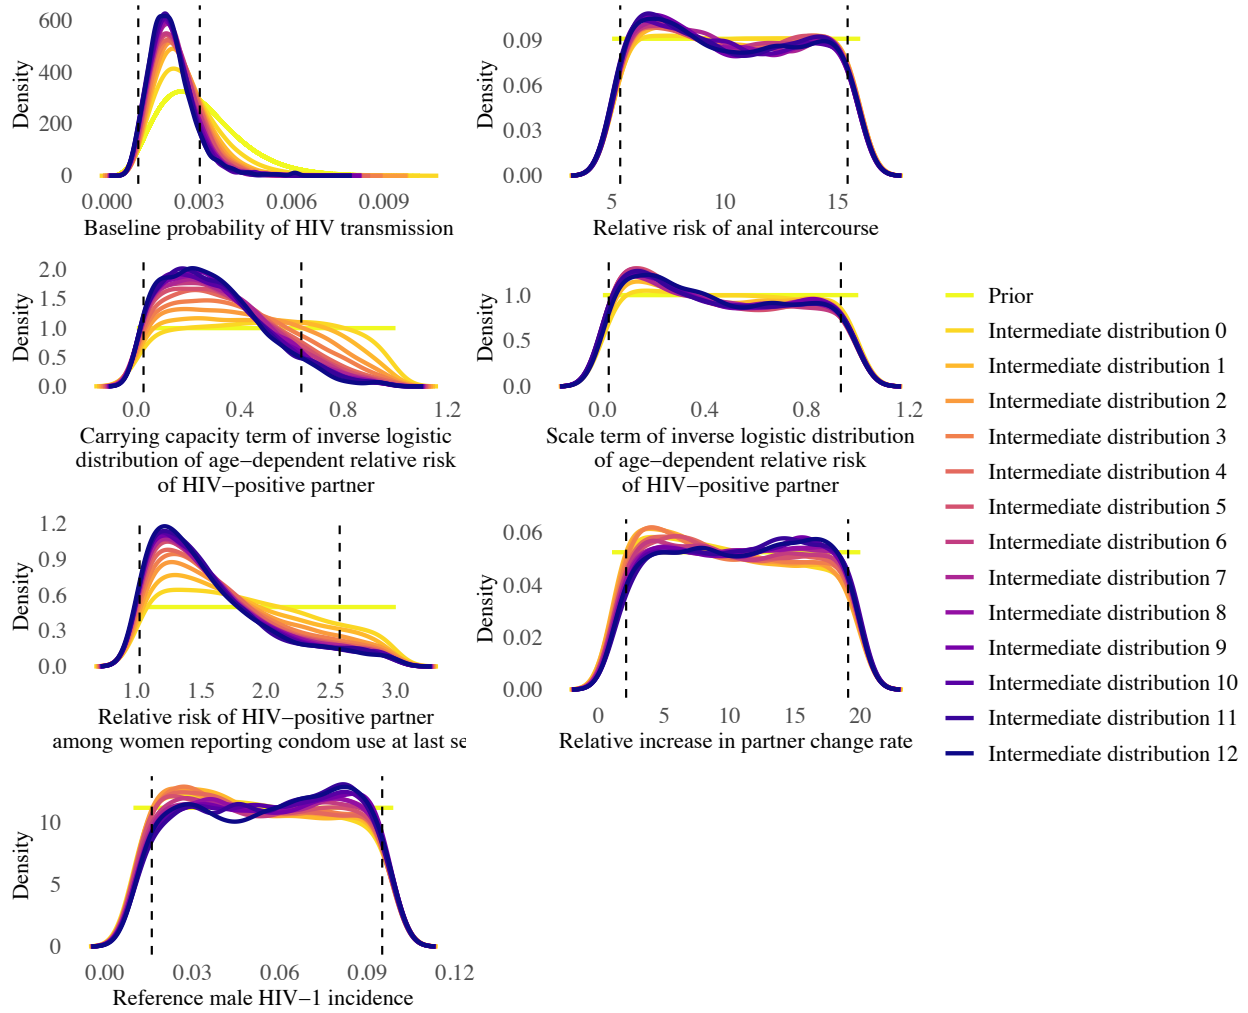 600
400
200
0
Density
0.000 0.003 0.006 0.009
Baseline probability of HIV transmission
0.09
0.06
0.03
0.00
Density
5 10 15
Relative risk of anal intercourse
2.0
1.5
1.0
0.5
0.0
Density
0.0 0.4 0.8 1.2
Carrying capacity term of inverse logistic
distribution of age−dependent relative risk
of HIV−positive partner
1.0
0.5
0.0
Density
0.0 0.4 0.8 1.2
Scale term of inverse logistic distribution
of age−dependent relative risk
of HIV−positive partner
1.2
0.9
0.6
0.3
0.0
Density
1.0 1.5 2.0 2.5 3.0
Relative risk of HIV−positive partner
among women reporting condom use at last se
0.06
0.04
0.02
0.00
Density
0 5 10 15 20
Relative increase in partner change rate
10
5
0
Density
0.00 0.03 0.06 0.09 0.12
Reference male HIV−1 incidence
Prior
Intermediate distribution 0
Intermediate distribution 1
Intermediate distribution 2
Intermediate distribution 3
Intermediate distribution 4
Intermediate distribution 5
Intermediate distribution 6
Intermediate distribution 7
Intermediate distribution 8
Intermediate distribution 9
Intermediate distribution 10
Intermediate distribution 11
Intermediate distribution 12